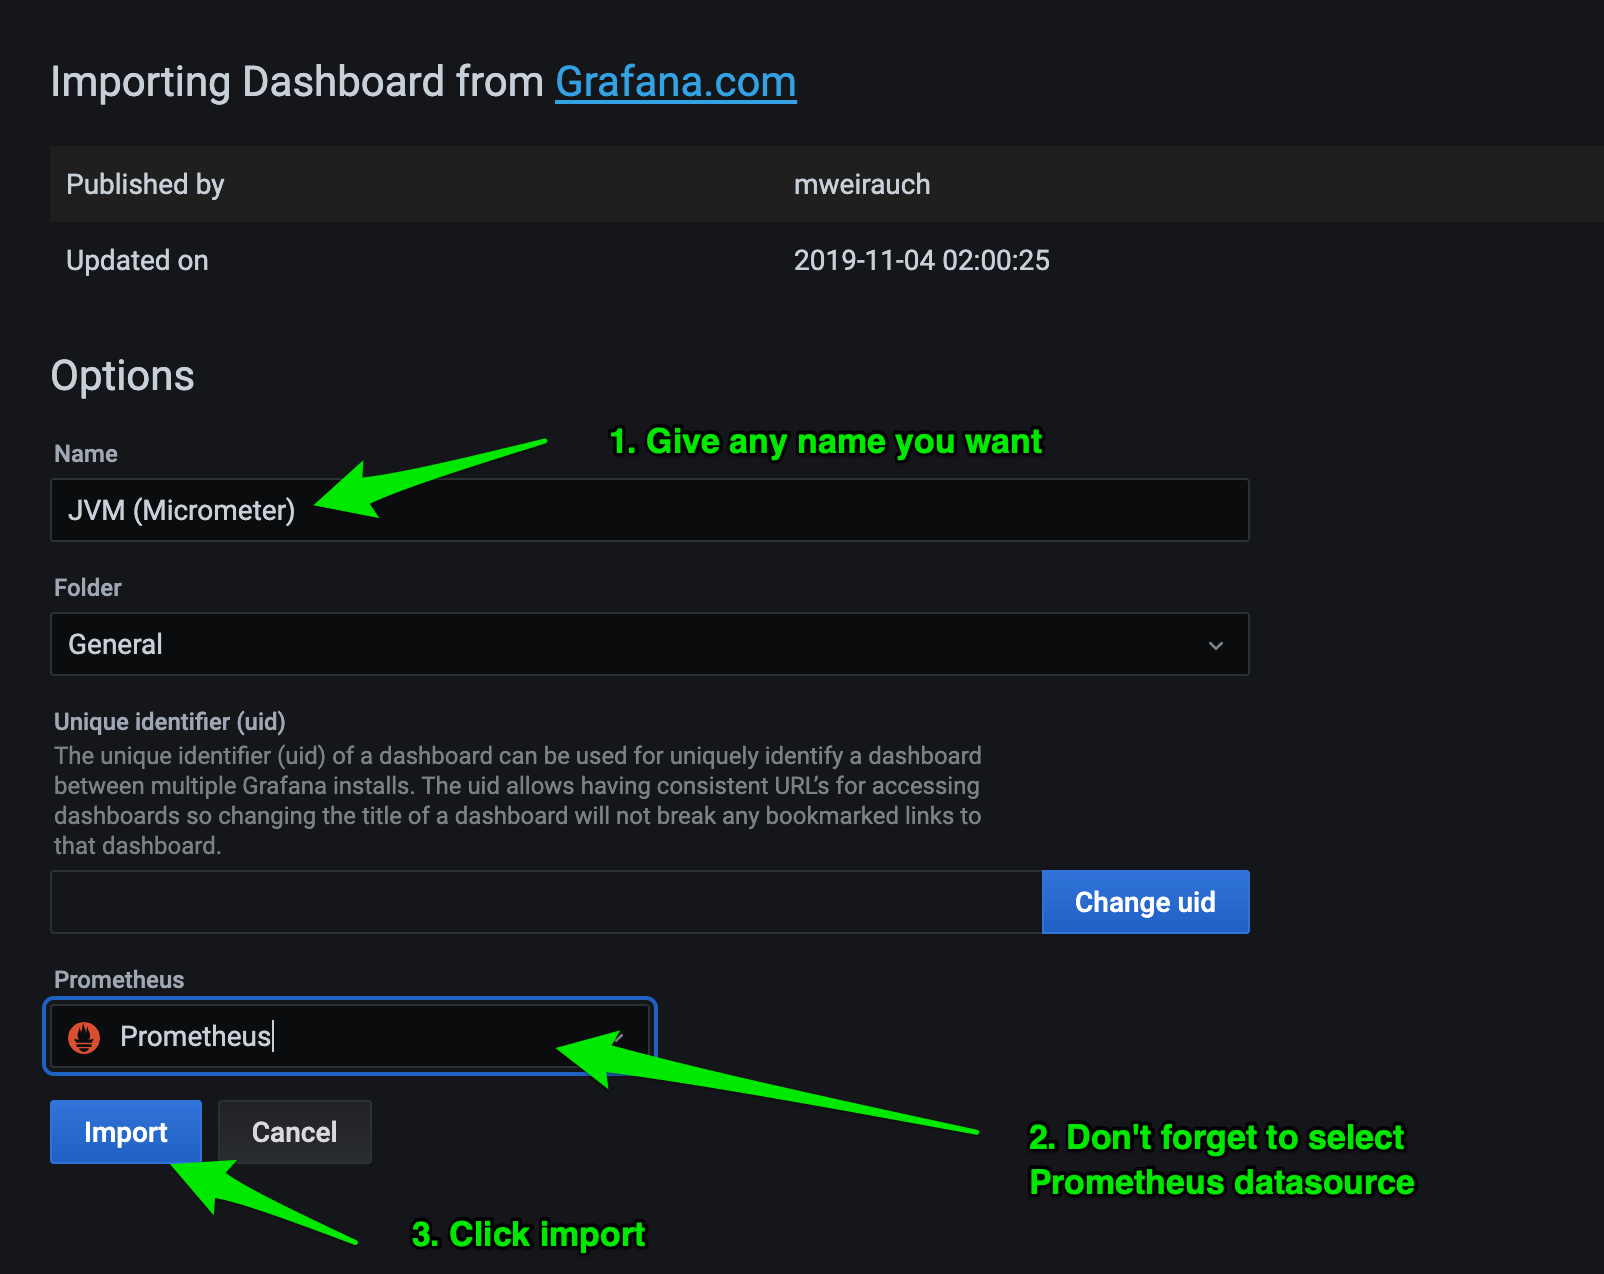 Importing Dashboard from Grafana.com
Published by mweirauch
Updated on 2019-11-04 02:00:25
Options
1. Give any name you want
Name
JVM (Micrometer)
Folder
General
Unique identifier (uid)
The unique identifier (uid) of a dashboard can be used for uniquely identify a dashboard
between multiple Grafana installs. The uid allows having consistent URL’s for accessing
dashboards so changing the title of a dashboard will not break any bookmarked links to
that dashboard.
Change uid
Prometheus
Prometheus
Import Cancel
2. Don't forget to select
Prometheus datasource
3. Click import